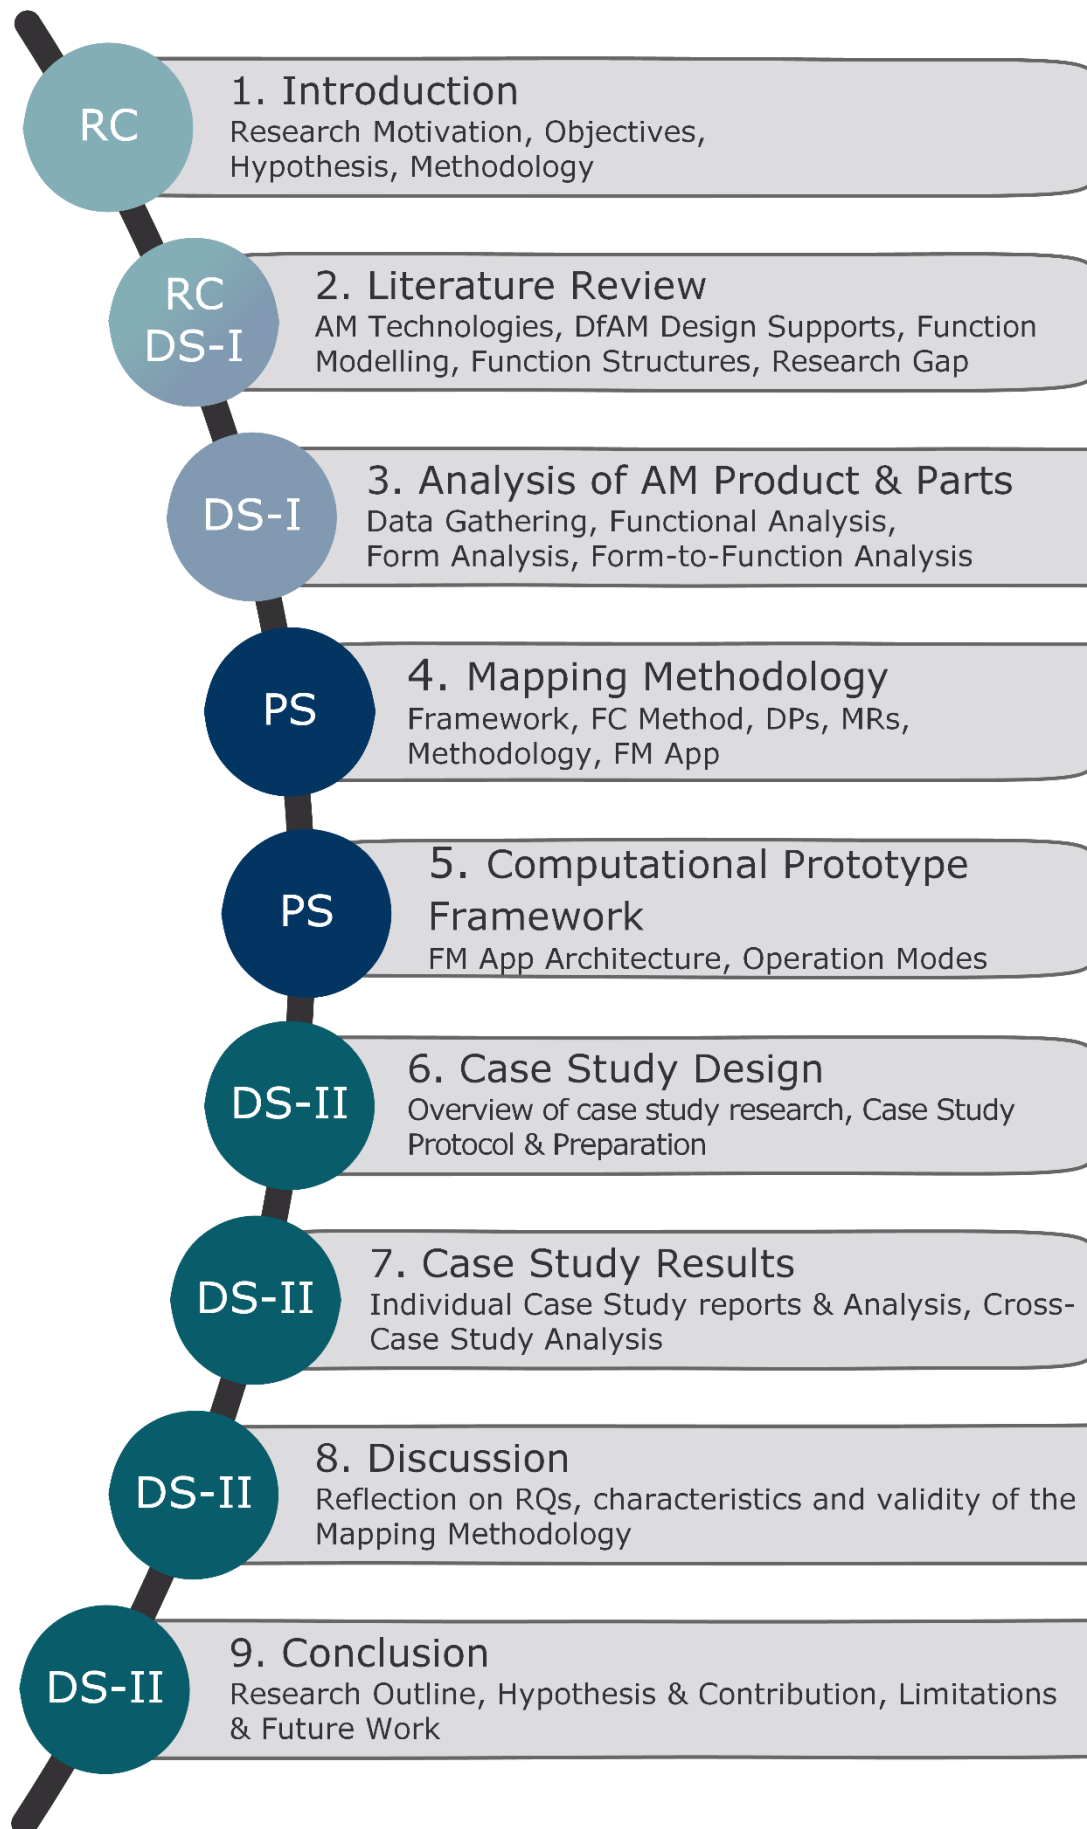 RC
1. Introduction
Research Motivation, Objectives,
Hypothesis, Methodology
RC
DS-I
2. Literature Review
AM Technologies, DfAM Design Supports, Function
Modelling, Function Structures, Research Gap
DS-I
3. Analysis of AM Product & Parts
Data Gathering, Functional Analysis,
Form Analysis, Form-to-Function Analysis
PS
4. Mapping Methodology
Framework, FC Method, DPs, MRs,
Methodology, FM App
PS
5. Computational Prototype
Framework
FM App Architecture, Operation Modes
DS-II
6. Case Study Design
Overview of case study research, Case Study
Protocol & Preparation
DS-II
7. Case Study Results
Individual Case Study reports & Analysis, Cross-
Case Study Analysis
DS-II
8. Discussion
Reflection on RQs, characteristics and validity of the
Mapping Methodology
DS-II
9. Conclusion
Research Outline, Hypothesis & Contribution, Limitations
& Future Work